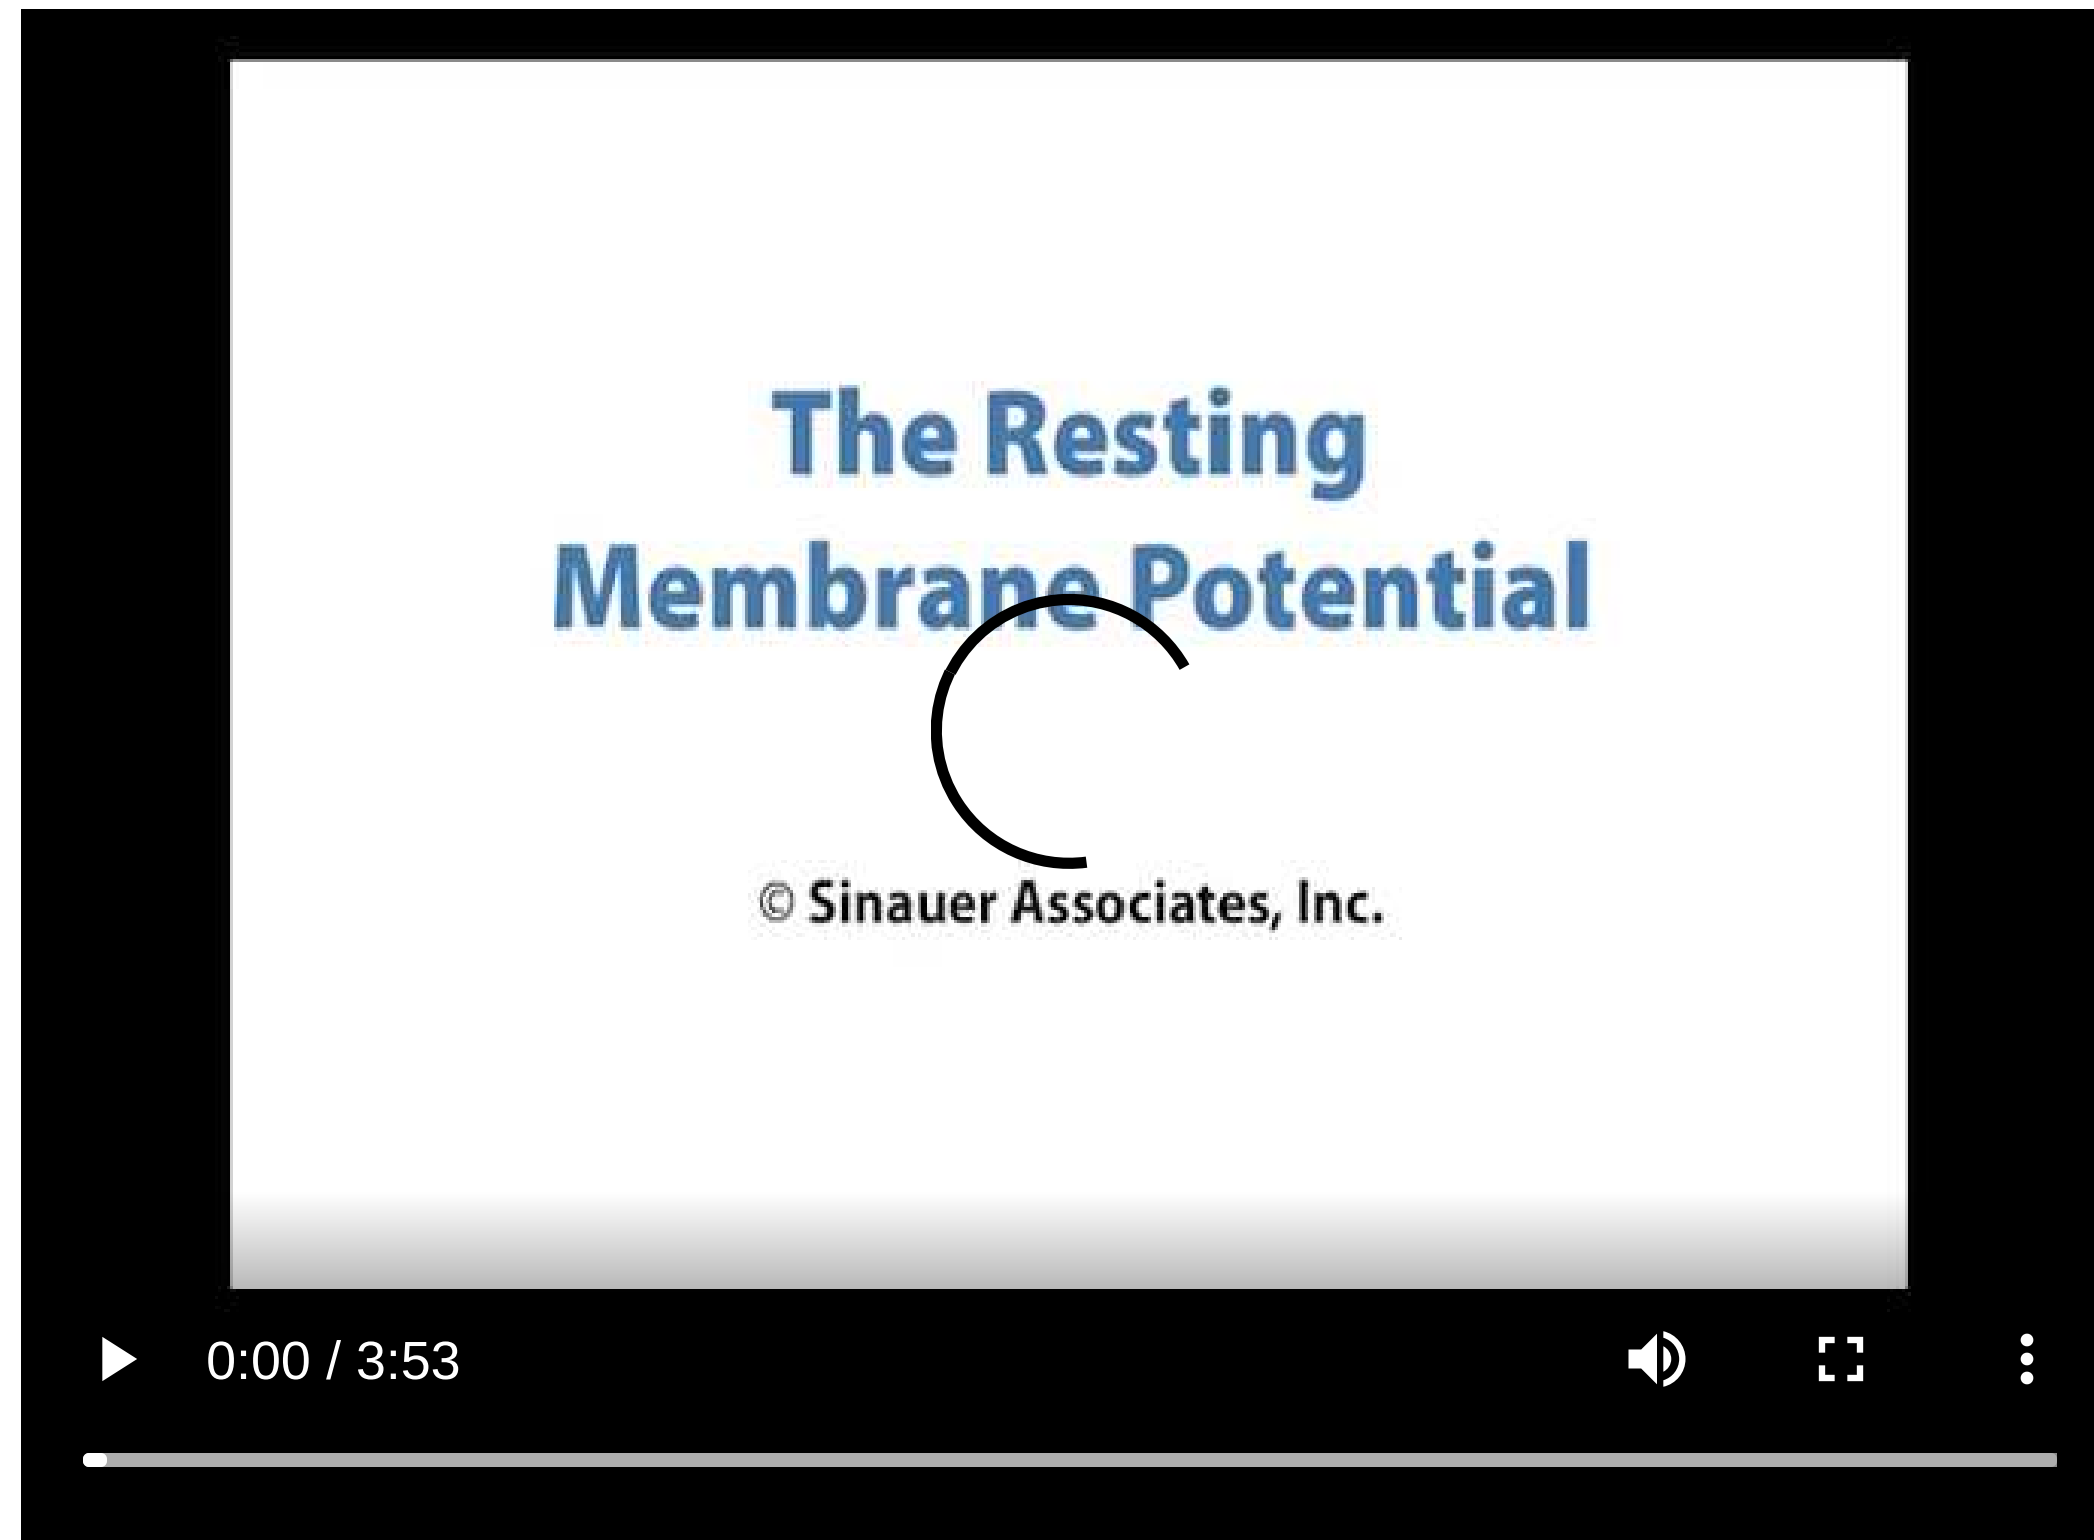 The Resting
Membrane Potential
© Sinauer Associates, Inc.
0:00 / 3:53